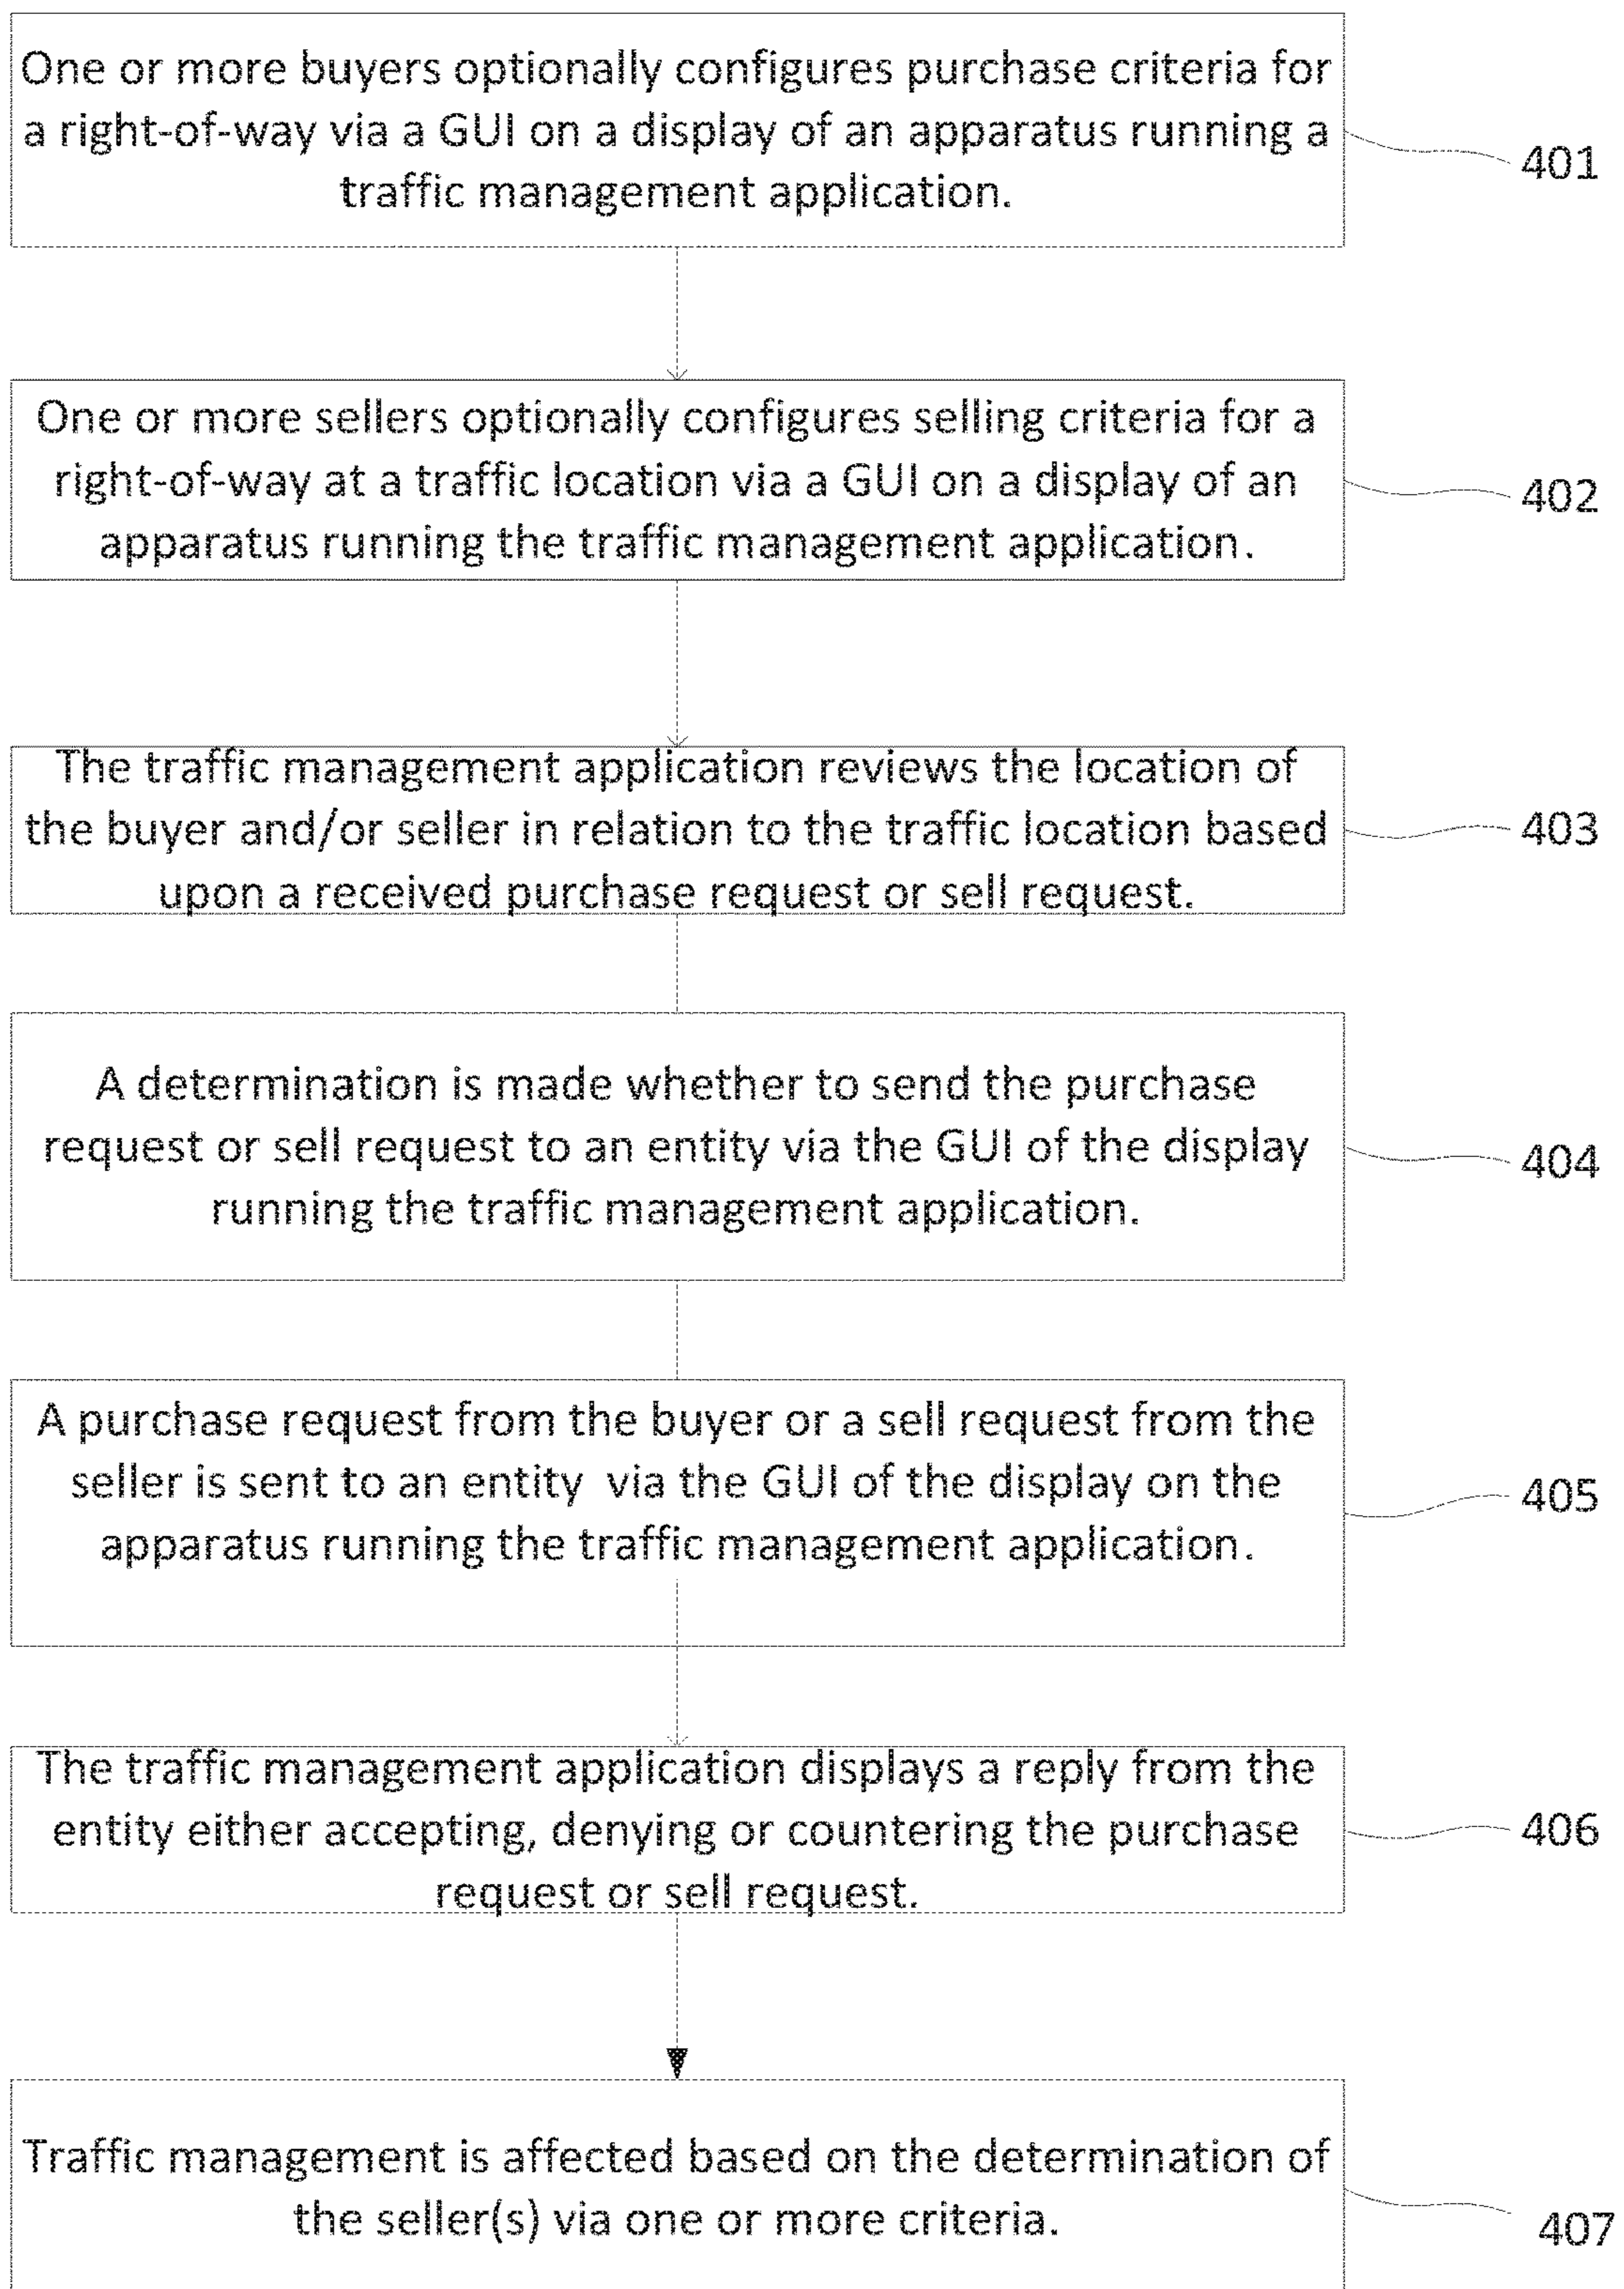 One or more buyers optionally configures purchase criteria for
a right-of-way via a GUI on a display of an apparatus running a
traffic management application.
401
One or more sellers optionally configures selling criteria for a
right-of-way at a traffic location via a GUI on a display of an
apparatus running the traffic management application.
402
The traffic management application reviews the location of
the buyer and/or seller in relation to the traffic location based
upon a received purchase request or sell request.
403
A determination is made whether to send the purchase
request or sell request to an entity via the GUI of the display
running the traffic management application.
404
A purchase request from the buyer or a sell request from the
seller is sent to an entity via the GUI of the display on the
apparatus running the traffic management application.
405
The traffic management application displays a reply from the
entity either accepting, denying or countering the purchase
request or sell request.
406
Traffic management is affected based on the determination of
the seller(s) via one or more criteria.
407